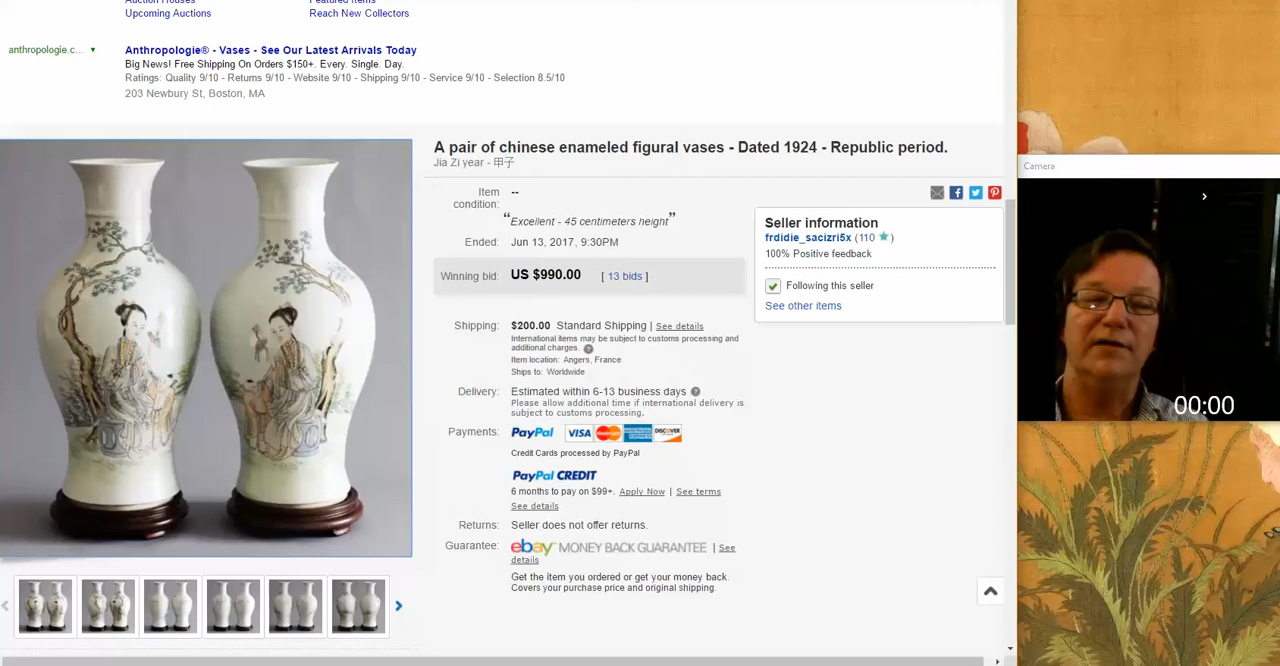 Auction Houses
Featured Items
Upcoming Auctions
Reach New Collectors
anthropologie.c... ▼
Anthropologie® - Vases - See Our Latest Arrivals Today
Big News! Free Shipping On Orders $150+. Every. Single. Day.
Ratings: Quality 9/10 - Returns 9/10 - Website 9/10 - Shipping 9/10 - Service 9/10 - Selection 8.5/10
203 Newbury St, Boston, MA
A pair of chinese enameled figural vases - Dated 1924 - Republic period.
Jia Zi year - 甲子
Item condition: --
“Excellent - 45 centimeters height”
Ended: Jun 13, 2017, 9:30PM
Winning bid: US $990.00 [ 13 bids ]
Shipping: $200.00 Standard Shipping | See details
International items may be subject to customs processing and
additional charges.
Item location: Angers, France
Ships to: Worldwide
Delivery: Estimated within 6-13 business days
Please allow additional time if international delivery is
subject to customs processing.
Payments: PayPal VISA MasterCard AMERICAN EXPRESS DISCOVER
Credit Cards processed by PayPal
PayPal CREDIT
6 months to pay on $99+. Apply Now | See terms
See details
Returns: Seller does not offer returns.
Guarantee: ebay MONEY BACK GUARANTEE | See
details
Get the item you ordered or get your money back.
Covers your purchase price and original shipping.
Seller information
frdidie_sacizri5x (110 ★)
100% Positive feedback
Following this seller
See other items
Camera
00:00